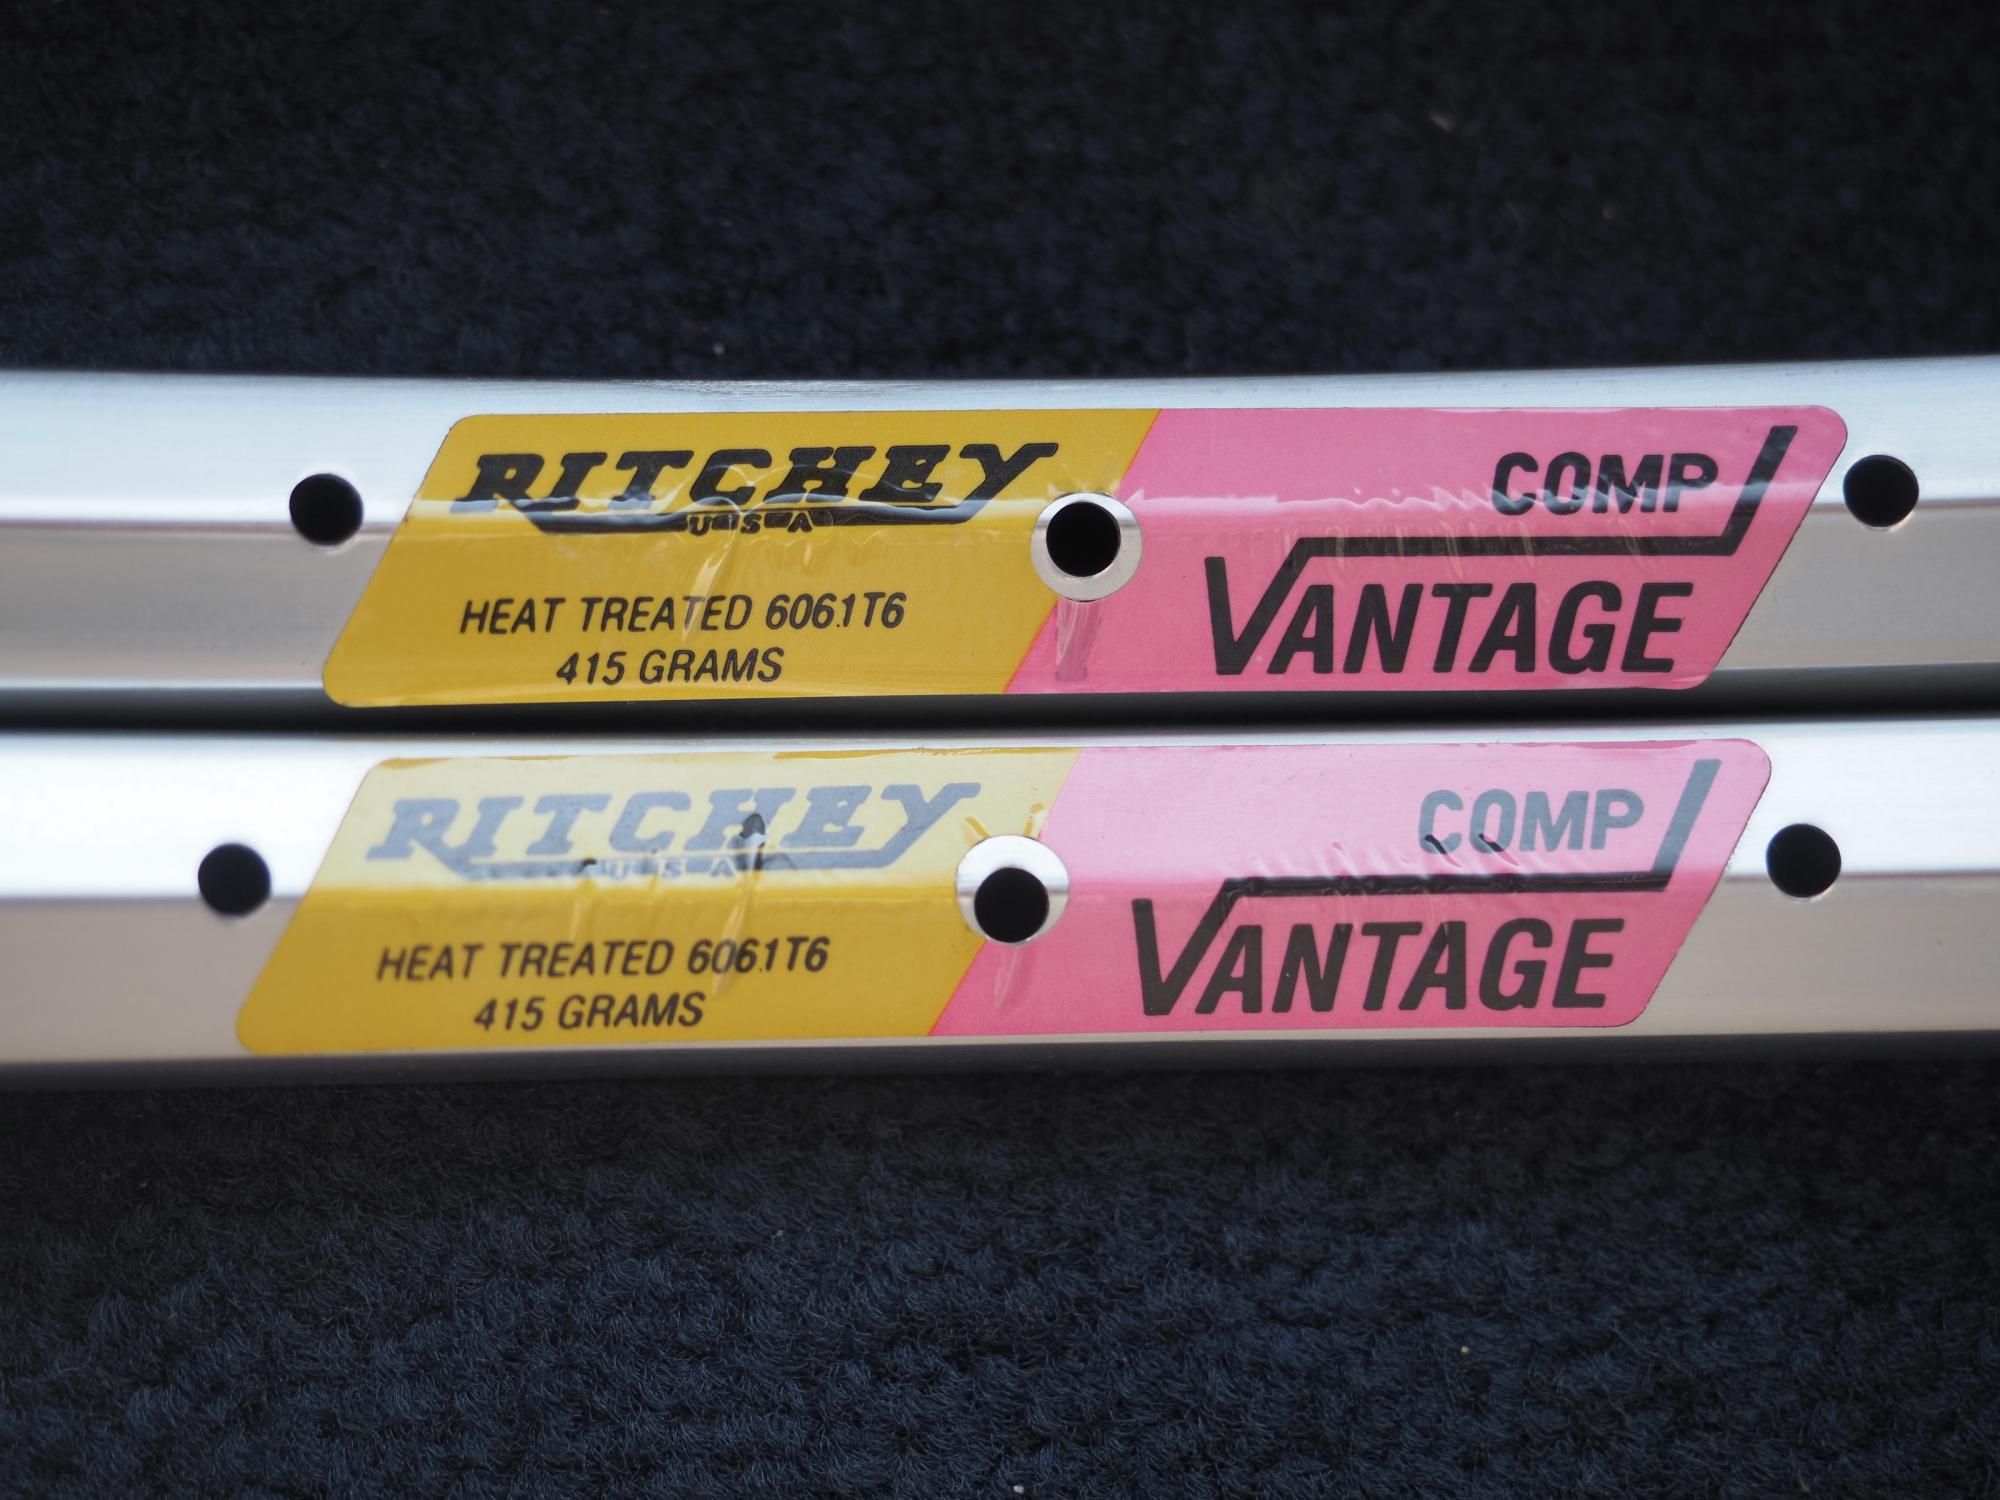 RITCHEY
USA
HEAT TREATED 6061T6
415 GRAMS
COMP
VANTAGE
RITCHEY
USA
HEAT TREATED 6061T6
415 GRAMS
COMP
VANTAGE